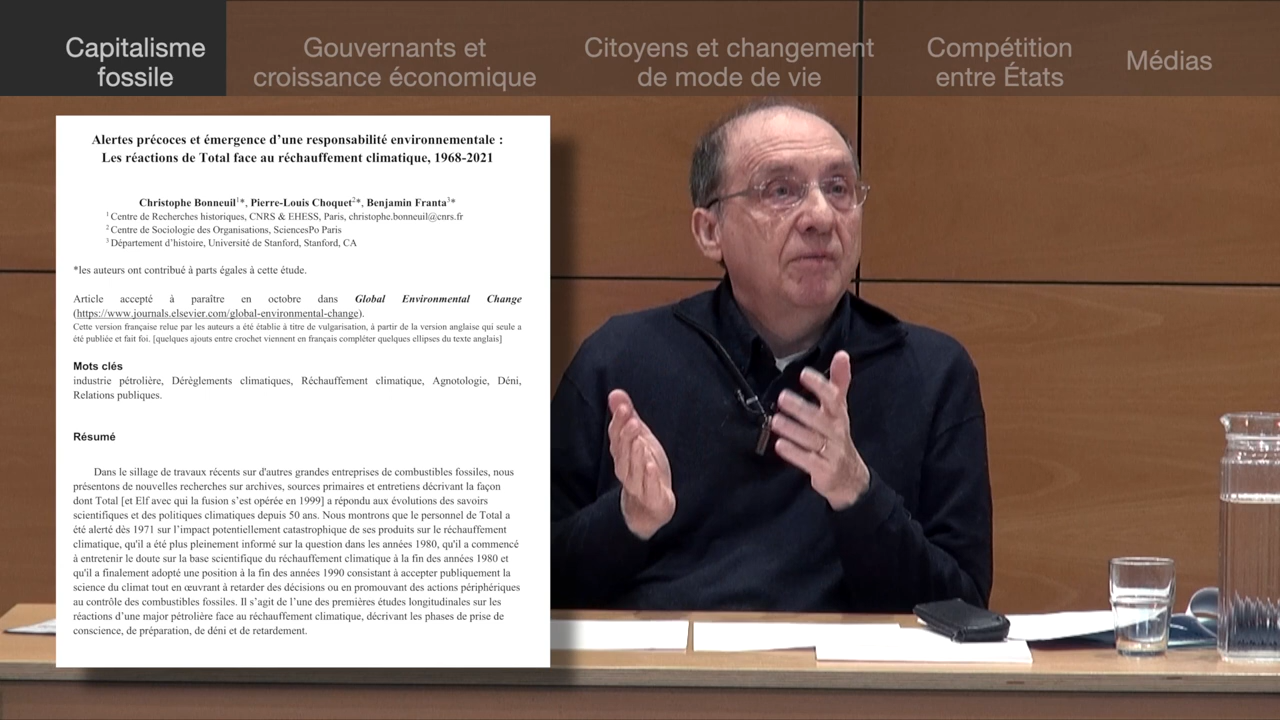 Capitalisme
fossile
Gouvernants et
croissance économique
Citoyens et changement
de mode de vie
Compétition
entre États
Médias
Alertes précoces et émergence d'une responsabilité environnementale :
Les réactions de Total face au réchauffement climatique, 1968-2021
Christophe Bonneuil¹*, Pierre-Louis Choquet²*, Benjamin Franta³*
¹ Centre de Recherches historiques, CNRS & EHESS, Paris, christophe.bonneuil@cnrs.fr
² Centre de Sociologie des Organisations, SciencesPo Paris
³ Département d'histoire, Université de Stanford, Stanford, CA
*les auteurs ont contribué à parts égales à cette étude.
Article accepté à paraître en octobre dans Global Environmental Change
(https://www.journals.elsevier.com/global-environmental-change).
Cette version française relue par les auteurs a été établie à titre de vulgarisation, à partir de la version anglaise qui seule a
été publiée et fait foi. [quelques ajouts entre crochet viennent en français compléter quelques ellipses du texte anglais]
Mots clés
industrie pétrolière, Dérèglements climatiques, Réchauffement climatique, Agnotologie, Déni,
Relations publiques.
Résumé
Dans le sillage de travaux récents sur d'autres grandes entreprises de combustibles fossiles, nous
présentons de nouvelles recherches sur archives, sources primaires et entretiens décrivant la façon
dont Total [et Elf avec qui la fusion s'est opérée en 1999] a répondu aux évolutions des savoirs
scientifiques et des politiques climatiques depuis 50 ans. Nous montrons que le personnel de Total a
été alerté dès 1971 sur l'impact potentiellement catastrophique de ses produits sur le réchauffement
climatique, qu'il a été plus pleinement informé sur la question dans les années 1980, qu'il a commencé
à entretenir le doute sur la base scientifique du réchauffement climatique à la fin des années 1980 et
qu'il a finalement adopté une position à la fin des années 1990 consistant à accepter publiquement la
science du climat tout en œuvrant à retarder des décisions ou en promouvant des actions périphériques
au contrôle des combustibles fossiles. Il s'agit de l'une des premières études longitudinales sur les
réactions d'une major pétrolière face au réchauffement climatique, décrivant les phases de prise de
conscience, de préparation, de déni et de retardement.